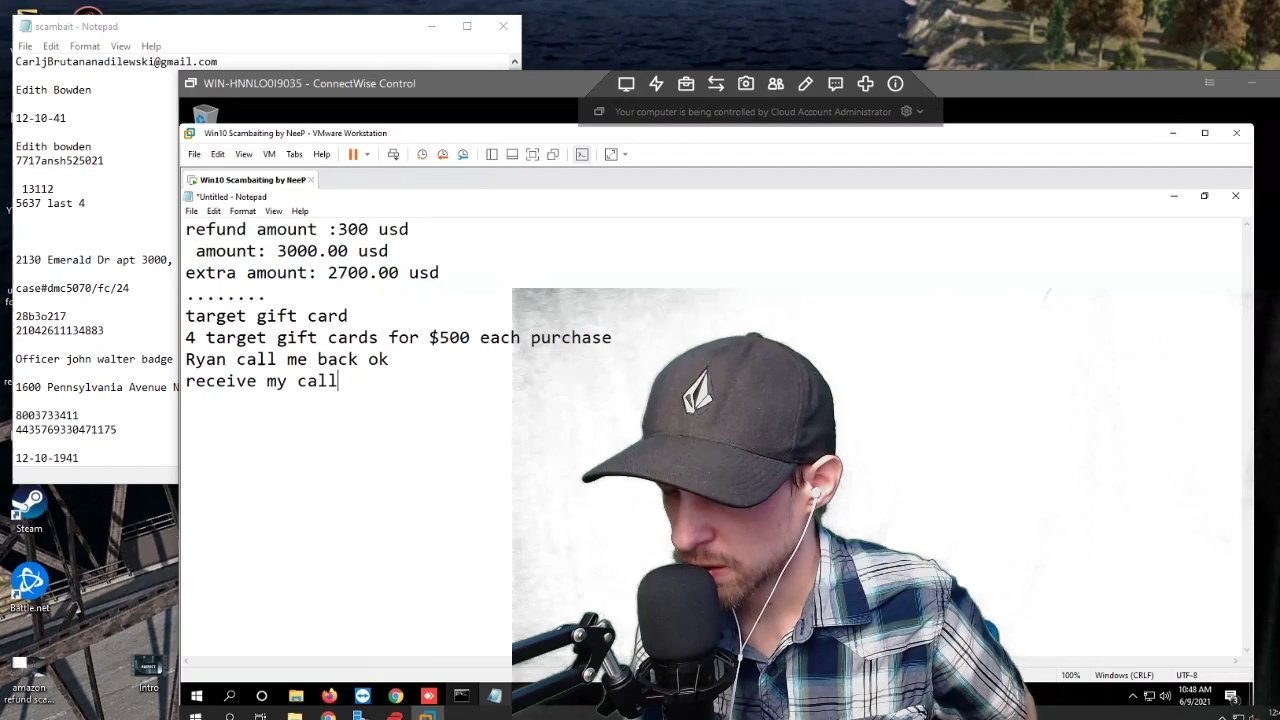 scambait - Notepad
File Edit Format View Help
CarljBrutananadilewski@gmail.com
Edith Bowden
12-10-41
Edith bowden
7717ansh525021
13112
5637 last 4
2130 Emerald Dr apt 3000,
case#dmc5070/fc/24
28b3o217
21042611134883
Officer john walter badge
1600 Pennsylvania Avenue N
8003733411
4435769330471175
12-10-1941
WIN-HNNLO0I9035 - ConnectWise Control
Your computer is being controlled by Cloud Account Administrator
Win10 Scambaiting by NeeP - VMware Workstation
File Edit View VM Tabs Help
Win10 Scambaiting by NeeP
*Untitled - Notepad
File Edit Format View Help
refund amount :300 usd
amount: 3000.00 usd
extra amount: 2700.00 usd
........
target gift card
4 target gift cards for $500 each purchase
Ryan call me back ok
receive my call
100% Windows (CRLF) UTF-8
10:48 AM
6/9/2021
Steam
Battle.net
amazon
refund sca...
Intro